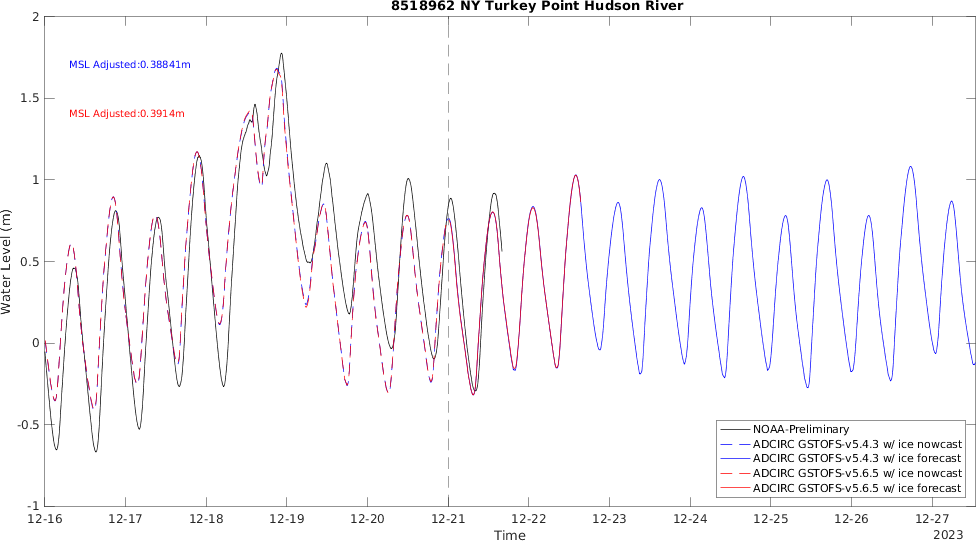 8518962 NY Turkey Point Hudson River
2
1.5
1
0.5
0
-0.5
-1
Water Level (m)
MSL Adjusted:0.38841m
MSL Adjusted:0.3914m
NOAA-Preliminary
ADCIRC GSTOFS-v5.4.3 w/ ice nowcast
ADCIRC GSTOFS-v5.4.3 w/ ice forecast
ADCIRC GSTOFS-v5.6.5 w/ ice nowcast
ADCIRC GSTOFS-v5.6.5 w/ ice forecast
12-16 12-17 12-18 12-19 12-20 12-21 12-22 12-23 12-24 12-25 12-26 12-27
Time
2023